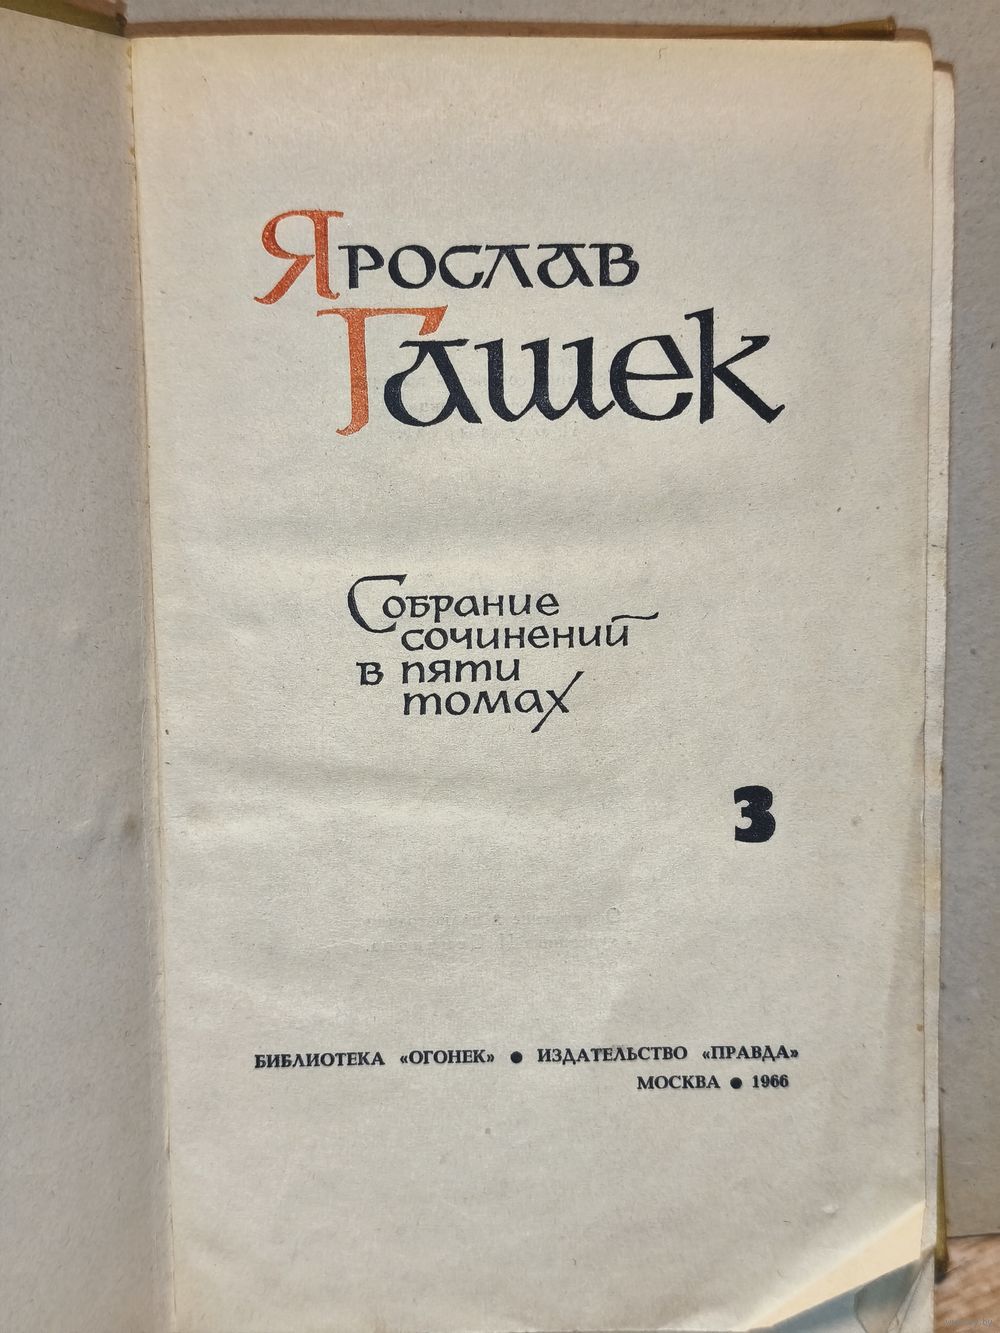 Ярослав
Гашек
Собрание
сочинений
в пяти
томах
3
БИБЛИОТЕКА «ОГОНЕК» ● ИЗДАТЕЛЬСТВО «ПРАВДА»
МОСКВА ● 1966